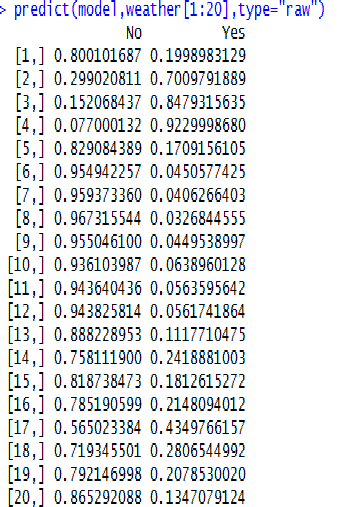 > predict(model,weather[1:20],type="raw")
No Yes
[1,] 0.800101687 0.1998983129
[2,] 0.299020811 0.7009791889
[3,] 0.152068437 0.8479315635
[4,] 0.077000132 0.9229998680
[5,] 0.829084389 0.1709156105
[6,] 0.954942257 0.0450577425
[7,] 0.959373360 0.0406266403
[8,] 0.967315544 0.0326844555
[9,] 0.955046100 0.0449538997
[10,] 0.936103987 0.0638960128
[11,] 0.943640436 0.0563595642
[12,] 0.943825814 0.0561741864
[13,] 0.888228953 0.1117710475
[14,] 0.758111900 0.2418881003
[15,] 0.818738473 0.1812615272
[16,] 0.785190599 0.2148094012
[17,] 0.565023384 0.4349766157
[18,] 0.719345501 0.2806544992
[19,] 0.792146998 0.2078530020
[20,] 0.865292088 0.1347079124